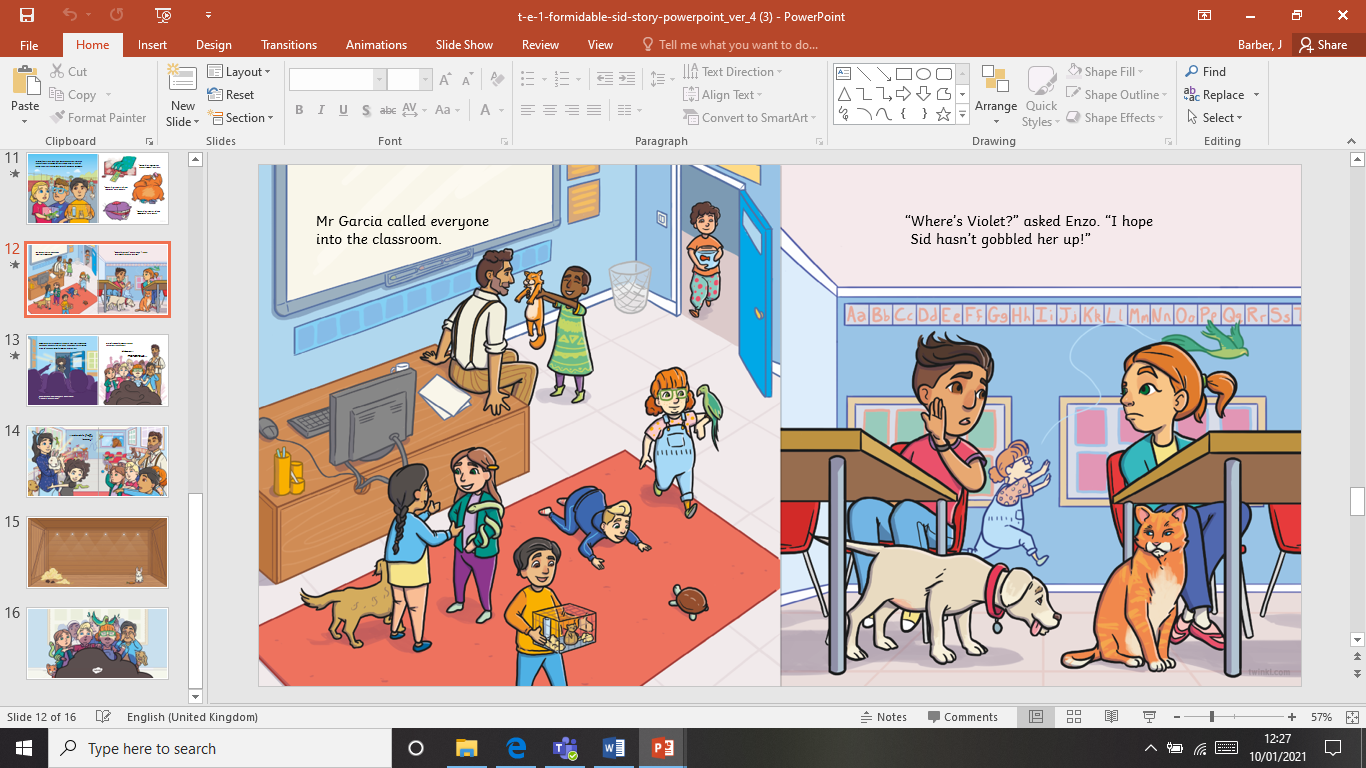 t-e-1-formidable-sid-story-powerpoint_ver_4 (3) - PowerPoint
File Home Insert Design Transitions Animations Slide Show Review View Tell me what you want to do... Barber, J Share
Paste
Cut
Copy
Format Painter
Clipboard
New Slide
Layout
Reset
Section
Slides
B I U S abc AV Aa A
Font
Paragraph
Text Direction
Align Text
Convert to SmartArt
Arrange
Quick Styles
Shape Fill
Shape Outline
Shape Effects
Drawing
Find
Replace
Select
Editing
11
12
13
14
15
16
Mr Garcia called everyone
into the classroom.
“Where’s Violet?” asked Enzo. “I hope
Sid hasn’t gobbled her up!”
Aa Bb Cc Dd Ee Ff Gg Hh Ii Jj Kk Ll Mm Nn Oo Pp Qq Rr Ss T
twinkl.com
Slide 12 of 16 English (United Kingdom) Notes Comments 57%
Type here to search
12:27
10/01/2021